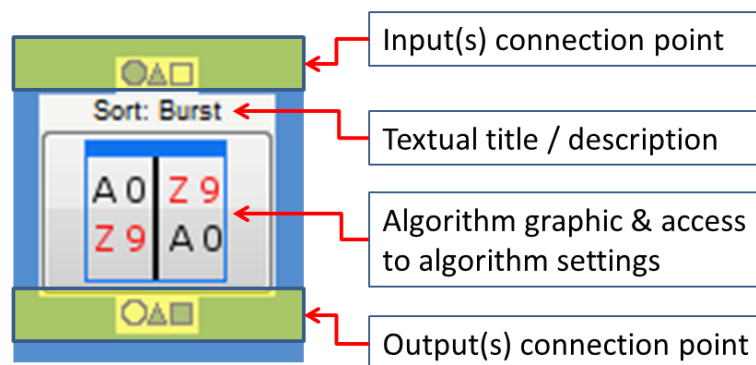 Input(s) connection point
Sort: Burst
Textual title / description
A 0 Z 9
Z 9 A 0
Algorithm graphic & access
to algorithm settings
Output(s) connection point